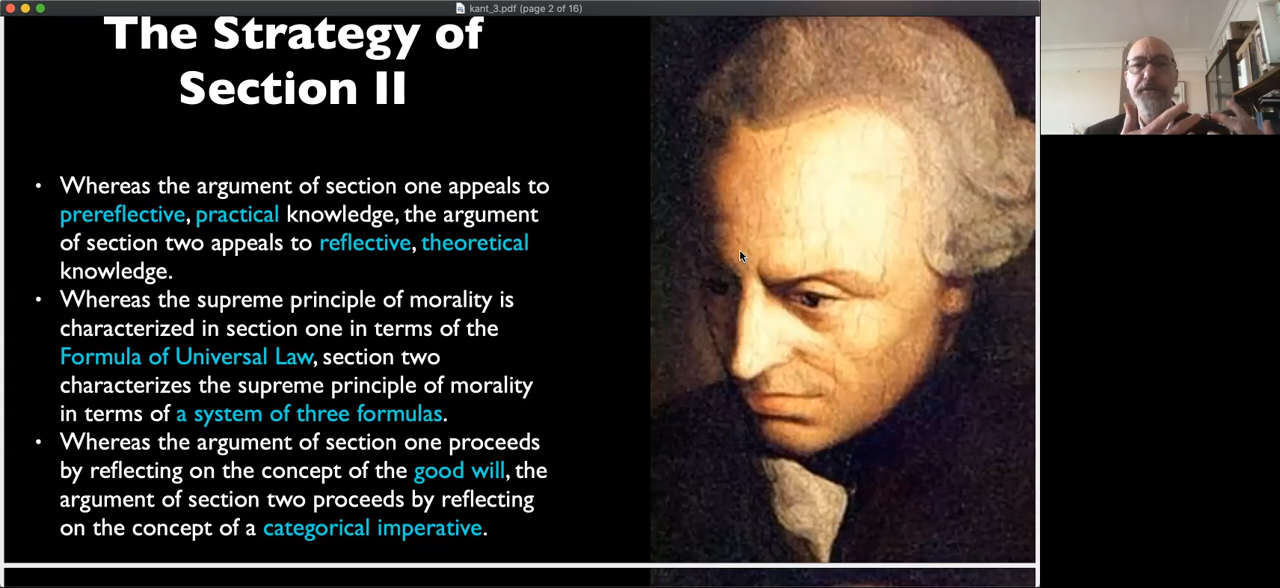 kant_3.pdf (page 2 of 16)
The Strategy of
Section II
• Whereas the argument of section one appeals to
prereflective, practical knowledge, the argument
of section two appeals to reflective, theoretical
knowledge.
• Whereas the supreme principle of morality is
characterized in section one in terms of the
Formula of Universal Law, section two
characterizes the supreme principle of morality
in terms of a system of three formulas.
• Whereas the argument of section one proceeds
by reflecting on the concept of the good will, the
argument of section two proceeds by reflecting
on the concept of a categorical imperative.